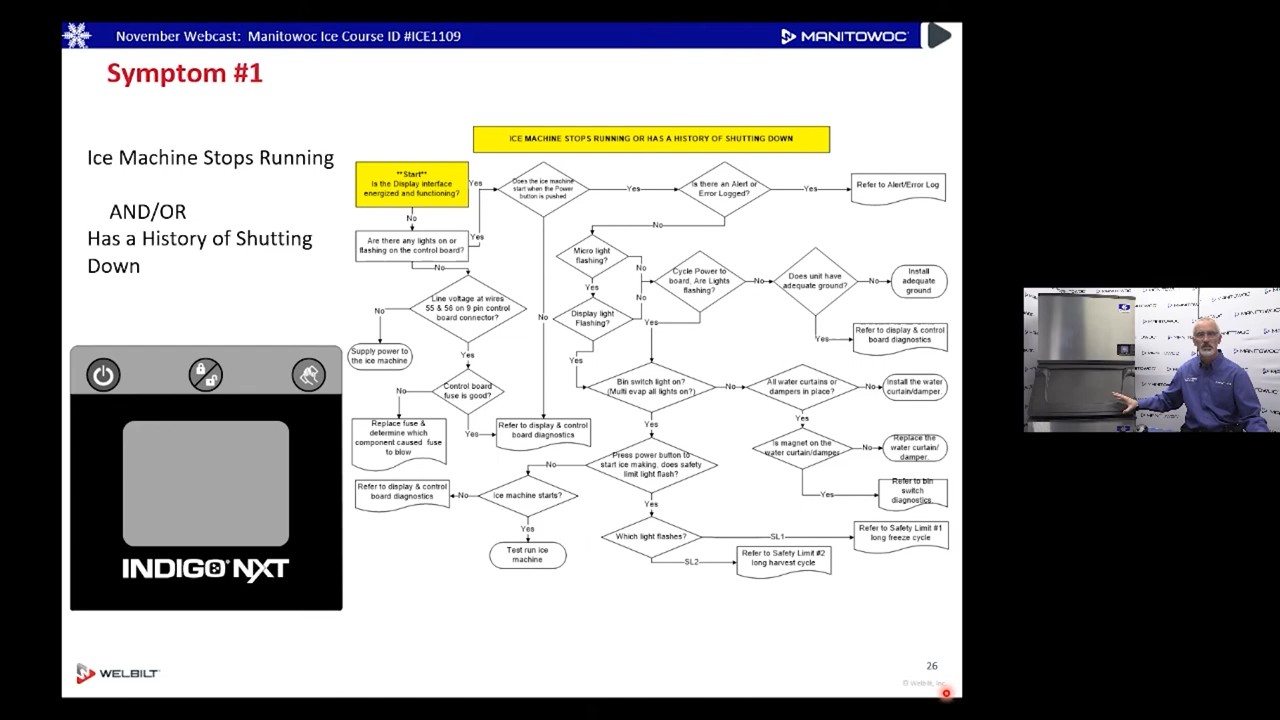 November Webcast: Manitowoc Ice Course ID #ICE1109
MANITOWOC
Symptom #1
Ice Machine Stops Running
AND/OR
Has a History of Shutting
Down
ICE MACHINE STOPS RUNNING OR HAS A HISTORY OF SHUTTING DOWN
**Start**
Is the Display interface
energized and functioning?
Yes
Does the ice machine
start when the Power
button is pushed
Yes
Is there an Alert or
Error Logged?
Yes
Refer to Alert/Error Log
No
Are there any lights on or
flashing on the control board?
Yes
No
No
Micro light
flashing?
No
Yes
Cycle Power to
board, Are Lights
flashing?
No
Does unit have
adequate ground?
No
Install
adequate
ground
Line voltage at wires
55 & 56 on 9 pin control
board connector?
No
Yes
No
Display light
Flashing?
No
Yes
Yes
Yes
Refer to display & control
board diagnostics
Supply power to
the ice machine
Control board
fuse is good?
No
Yes
Replace fuse &
determine which
component caused fuse
to blow
Refer to display & control
board diagnostics
Bin switch light on?
(Multi evap all lights on?)
No
All water curtains or
dampers in place?
No
Install the water
curtain/damper.
Yes
Yes
Is magnet on the
water curtain/damper
No
Replace the
water curtain/
damper.
Yes
Refer to bin
switch
diagnostics.
Press power button to
start ice making, does safety
limit light flash?
No
Yes
Ice machine starts?
No
Refer to display & control
board diagnostics
Yes
Test run ice
machine
Which light flashes?
SL1
Refer to Safety Limit #1
long freeze cycle
SL2
Refer to Safety Limit #2
long harvest cycle
INDIGO NXT
WELBILT
26
© Welbilt, Inc.